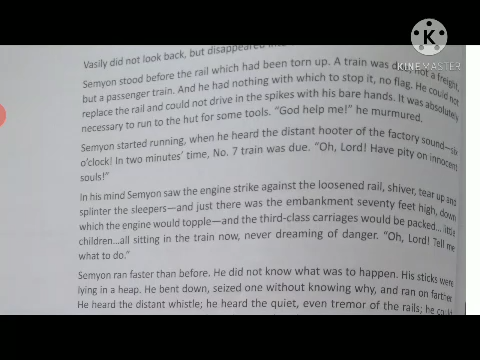 KINEMASTER
Vasily did not look back, but disappeared
Semyon stood before the rail which had been torn up. A train was due, not a freight,
but a passenger train. And he had nothing with which to stop it, no flag. He could not
replace the rail and could not drive in the spikes with his bare hands. It was absolutely
necessary to run to the hut for some tools. “God help me!” he murmured.
Semyon started running, when he heard the distant hooter of the factory sound—six
o’clock! In two minutes’ time, No. 7 train was due. “Oh, Lord! Have pity on innocent
souls!”
In his mind Semyon saw the engine strike against the loosened rail, shiver, tear up and
splinter the sleepers—and just there was the embankment seventy feet high, down
which the engine would topple—and the third-class carriages would be packed... little
children...all sitting in the train now, never dreaming of danger. “Oh, Lord! Tell me
what to do.”
Semyon ran faster than before. He did not know what was to happen. His sticks were
lying in a heap. He bent down, seized one without knowing why, and ran on farther.
He heard the distant whistle; he heard the quiet, even tremor of the rails; he could